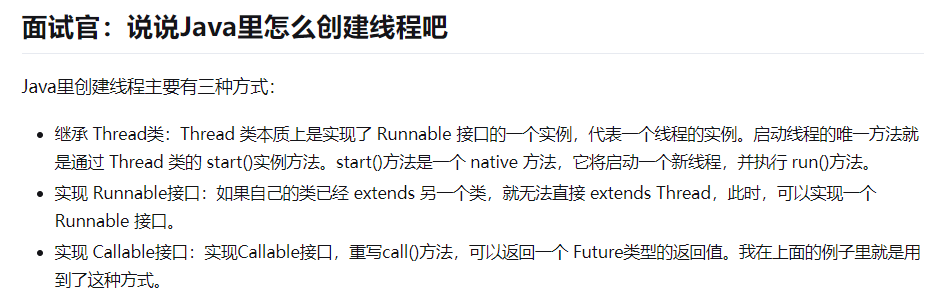 面试官：说说Java里怎么创建线程吧
Java里创建线程主要有三种方式：
• 继承 Thread类：Thread 类本质上是实现了 Runnable 接口的一个实例，代表一个线程的实例。启动线程的唯一方法就
是通过 Thread 类的 start()实例方法。start()方法是一个 native 方法，它将启动一个新线程，并执行 run()方法。
• 实现 Runnable接口：如果自己的类已经 extends 另一个类，就无法直接 extends Thread，此时，可以实现一个
Runnable 接口。
• 实现 Callable接口：实现Callable接口，重写call()方法，可以返回一个 Future类型的返回值。我在上面的例子里就是用
到了这种方式。